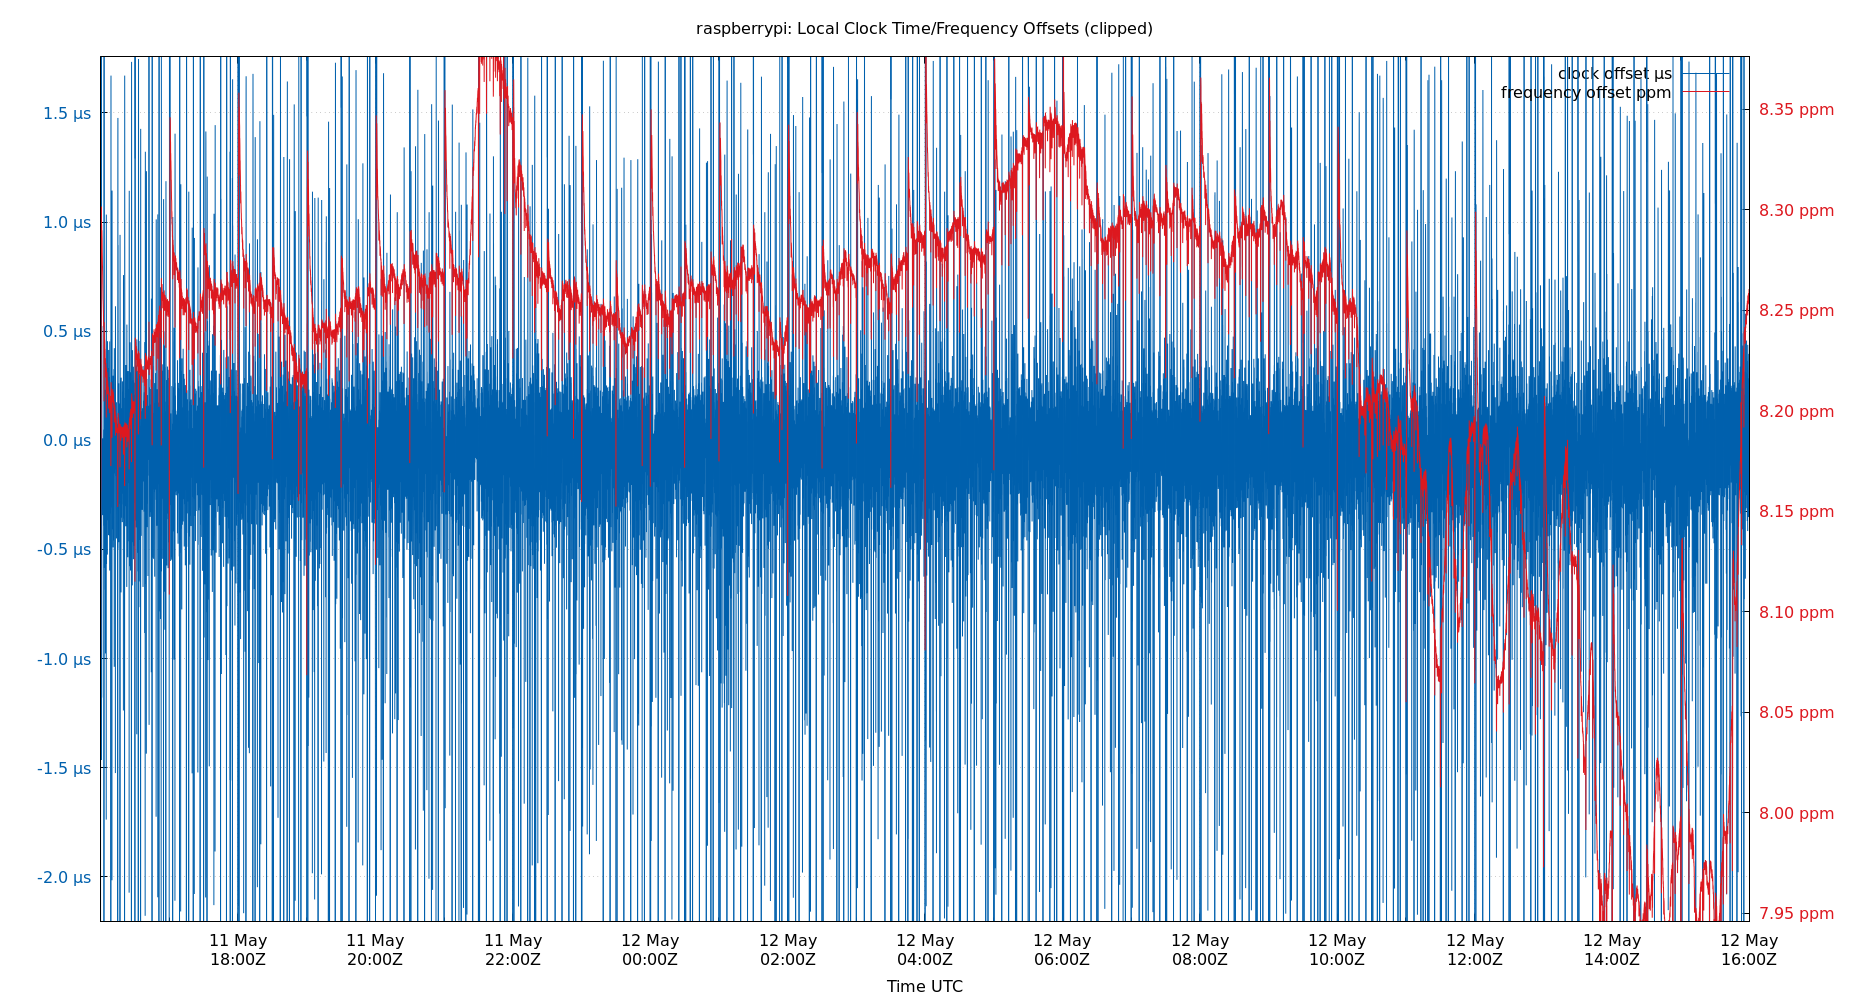 raspberrypi: Local Clock Time/Frequency Offsets (clipped)
clock offset µs
frequency offset ppm
1.5 µs
1.0 µs
0.5 µs
0.0 µs
-0.5 µs
-1.0 µs
-1.5 µs
-2.0 µs
8.35 ppm
8.30 ppm
8.25 ppm
8.20 ppm
8.15 ppm
8.10 ppm
8.05 ppm
8.00 ppm
7.95 ppm
11 May 11 May 11 May 12 May 12 May 12 May 12 May 12 May 12 May 12 May 12 May 12 May
18:00Z 20:00Z 22:00Z 00:00Z 02:00Z 04:00Z 06:00Z 08:00Z 10:00Z 12:00Z 14:00Z 16:00Z
Time UTC